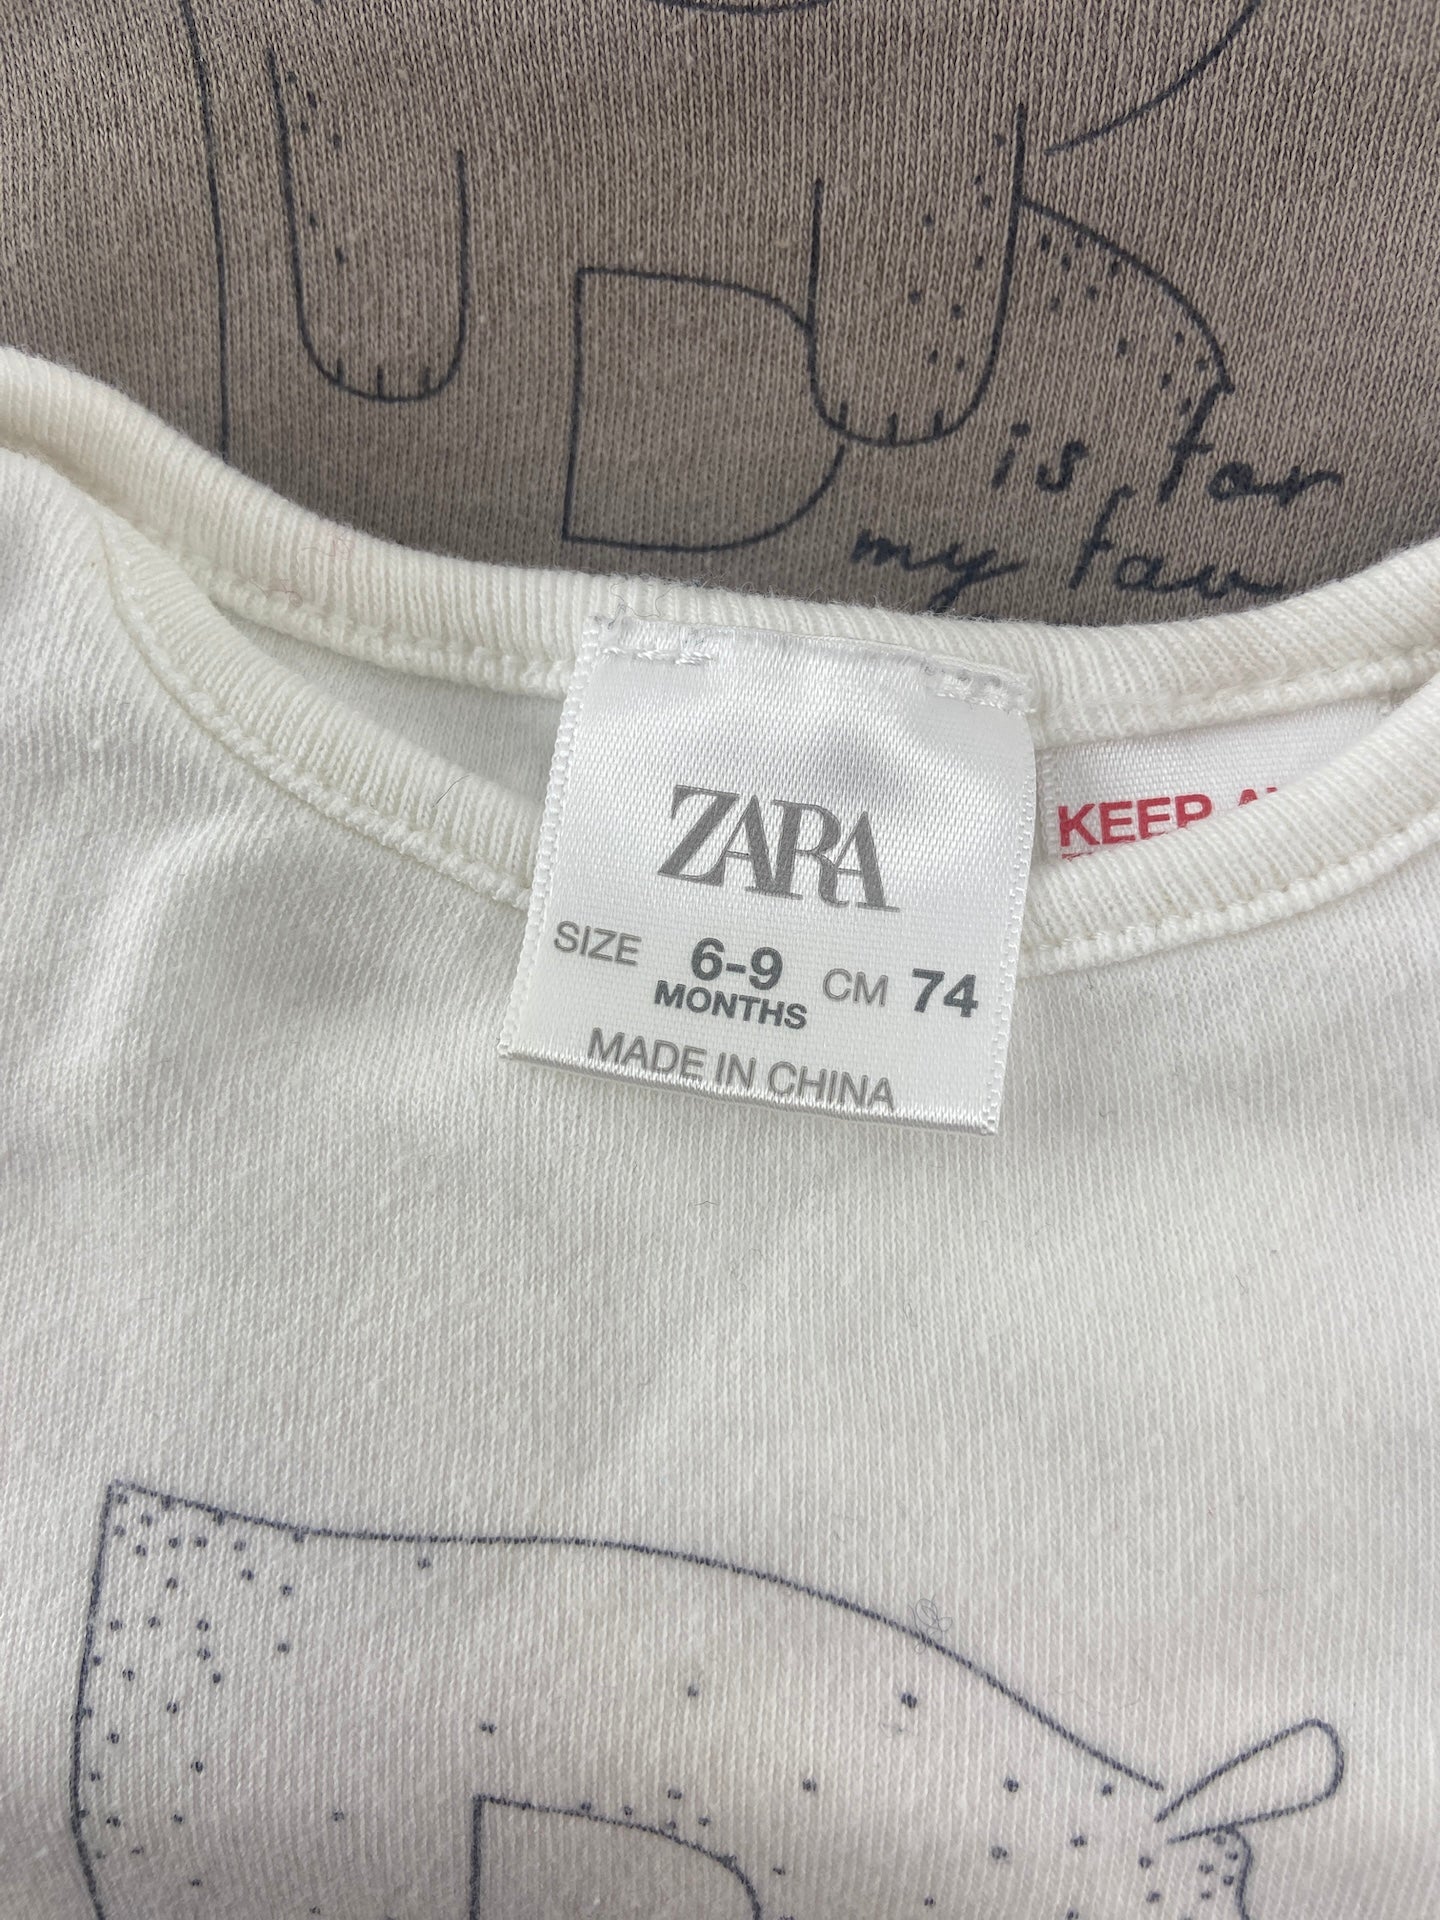 is for
my fav
ZARA
KEEP
SIZE 6-9 MONTHS CM 74
MADE IN CHINA